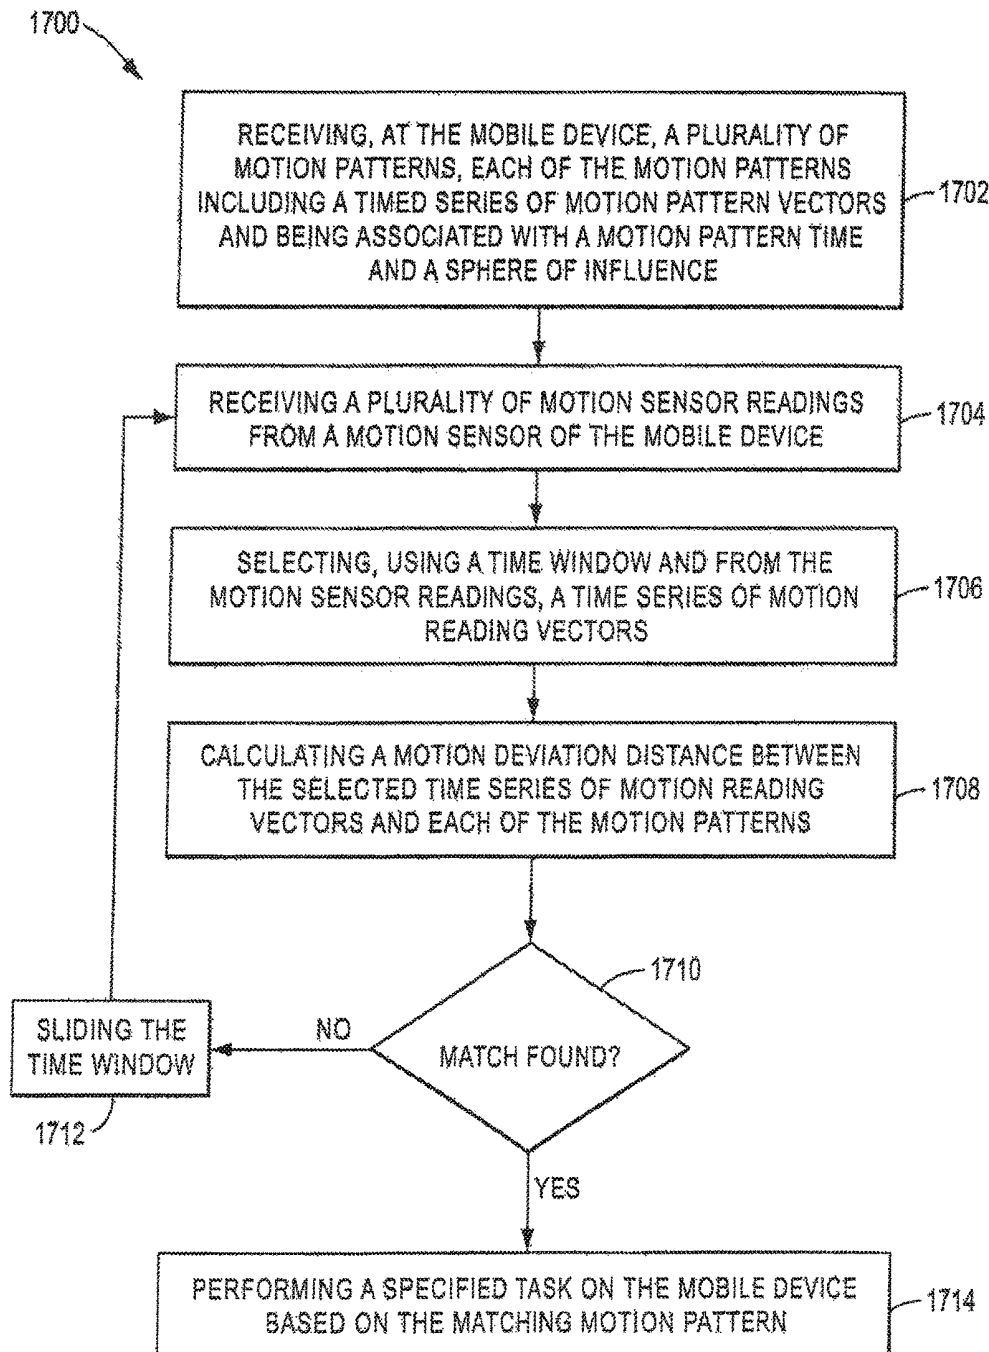 1700
RECEIVING, AT THE MOBILE DEVICE, A PLURALITY OF
MOTION PATTERNS, EACH OF THE MOTION PATTERNS
INCLUDING A TIMED SERIES OF MOTION PATTERN VECTORS
AND BEING ASSOCIATED WITH A MOTION PATTERN TIME
AND A SPHERE OF INFLUENCE
1702
RECEIVING A PLURALITY OF MOTION SENSOR READINGS
FROM A MOTION SENSOR OF THE MOBILE DEVICE
1704
SELECTING, USING A TIME WINDOW AND FROM THE
MOTION SENSOR READINGS, A TIME SERIES OF MOTION
READING VECTORS
1706
CALCULATING A MOTION DEVIATION DISTANCE BETWEEN
THE SELECTED TIME SERIES OF MOTION READING
VECTORS AND EACH OF THE MOTION PATTERNS
1708
1710
MATCH FOUND?
NO
SLIDING THE
TIME WINDOW
1712
YES
PERFORMING A SPECIFIED TASK ON THE MOBILE DEVICE
BASED ON THE MATCHING MOTION PATTERN
1714